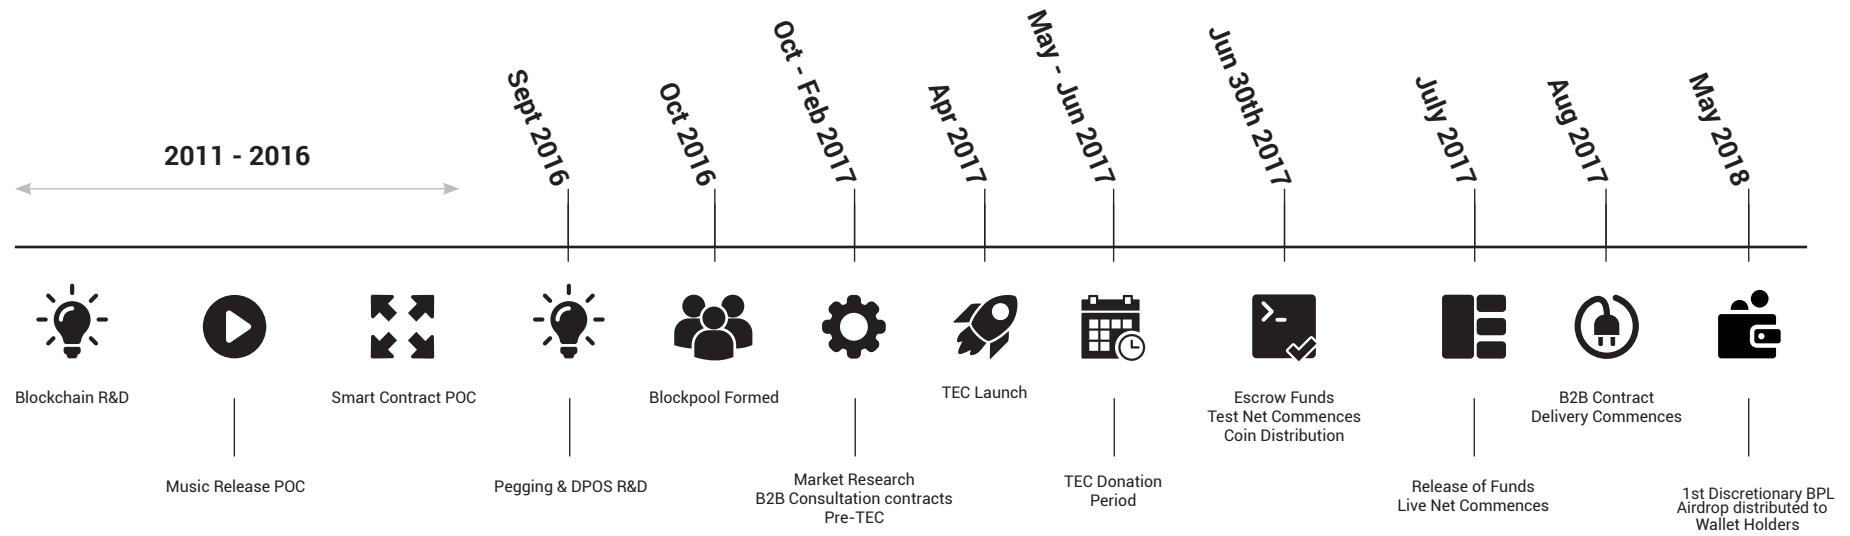 2011 - 2016
Sept 2016
Oct 2016
Oct - Feb 2017
Apr 2017
May - Jun 2017
Jun 30th 2017
July 2017
Aug 2017
May 2018
Blockchain R&D
Music Release POC
Smart Contract POC
Pegging & DPOS R&D
Blockpool Formed
Market Research
B2B Consultation contracts
Pre-TEC
TEC Launch
TEC Donation
Period
Escrow Funds
Test Net Commences
Coin Distribution
Release of Funds
Live Net Commences
B2B Contract
Delivery Commences
1st Discretionary BPL
Airdrop distributed to
Wallet Holders